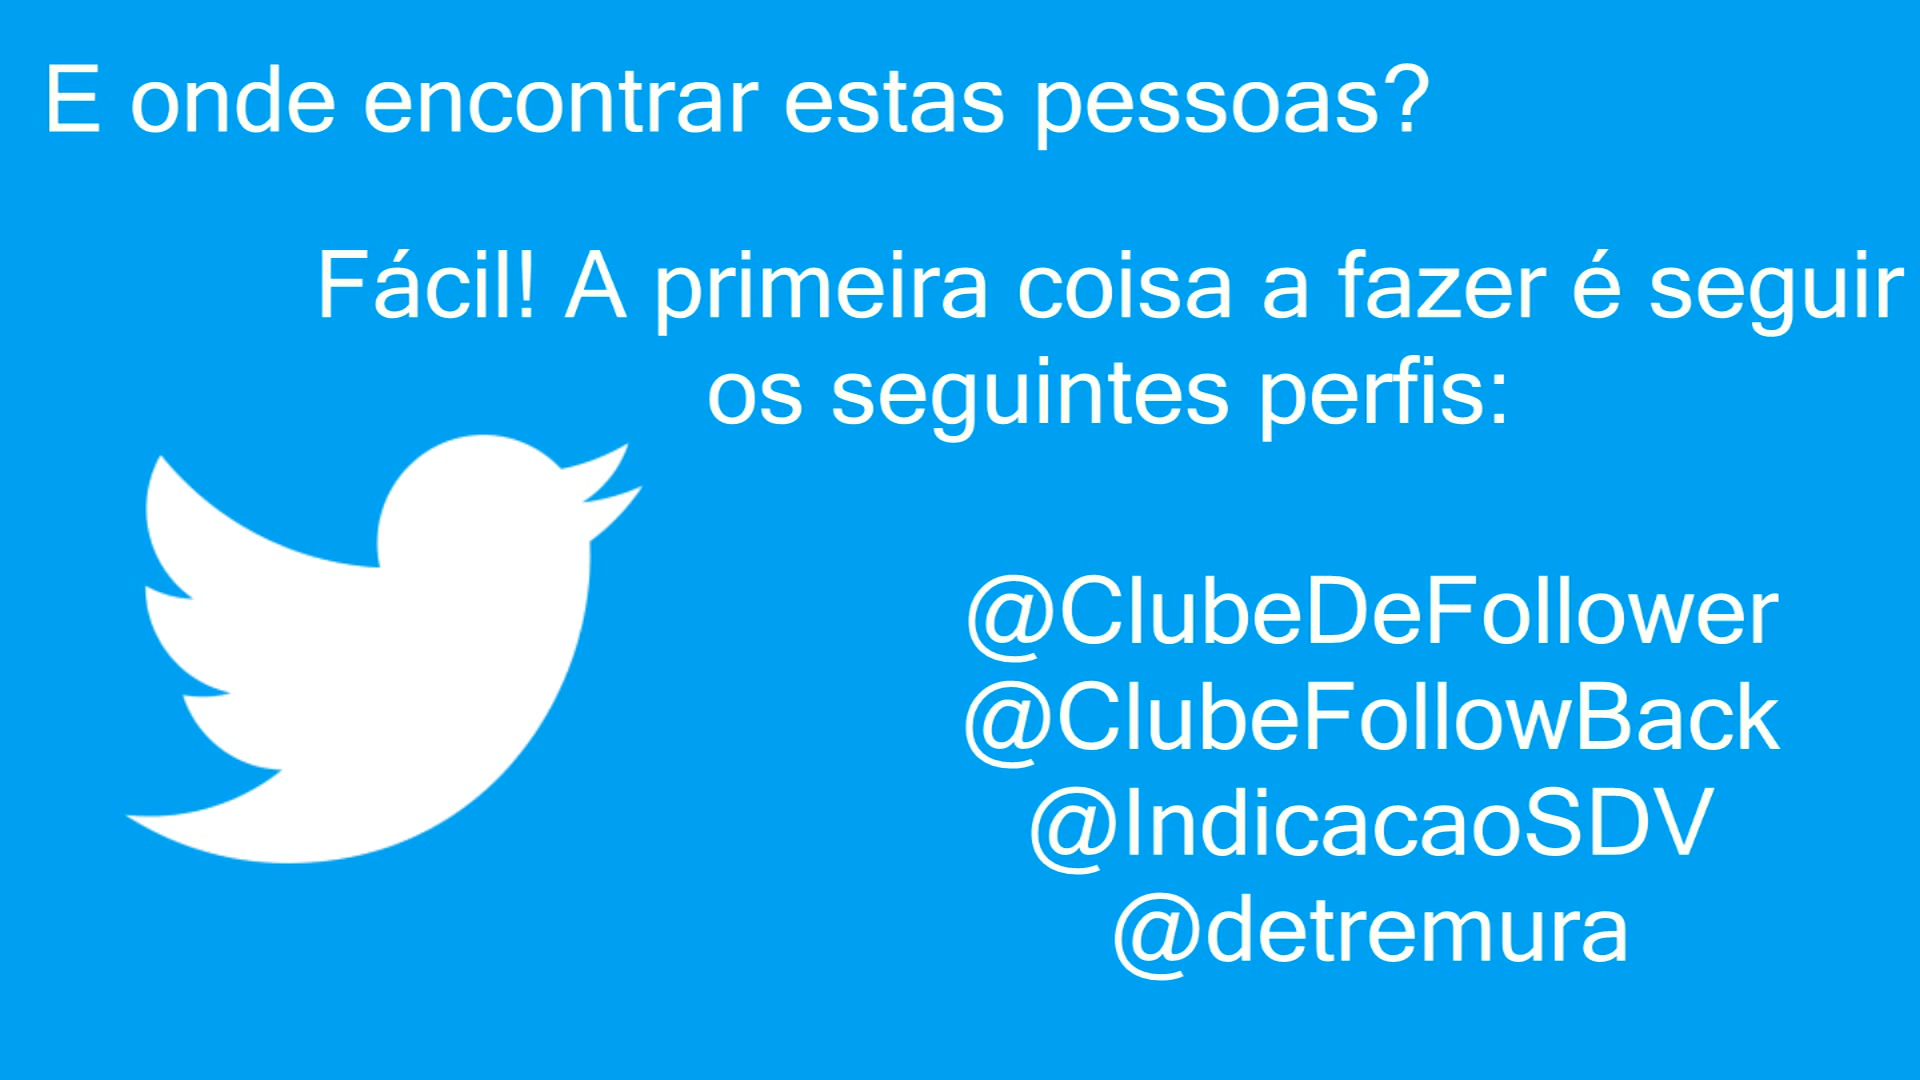 E onde encontrar estas pessoas?
Fácil! A primeira coisa a fazer é seguir
os seguintes perfis:
@ClubeDeFollower
@ClubeFollowBack
@IndicacaoSDV
@detremura